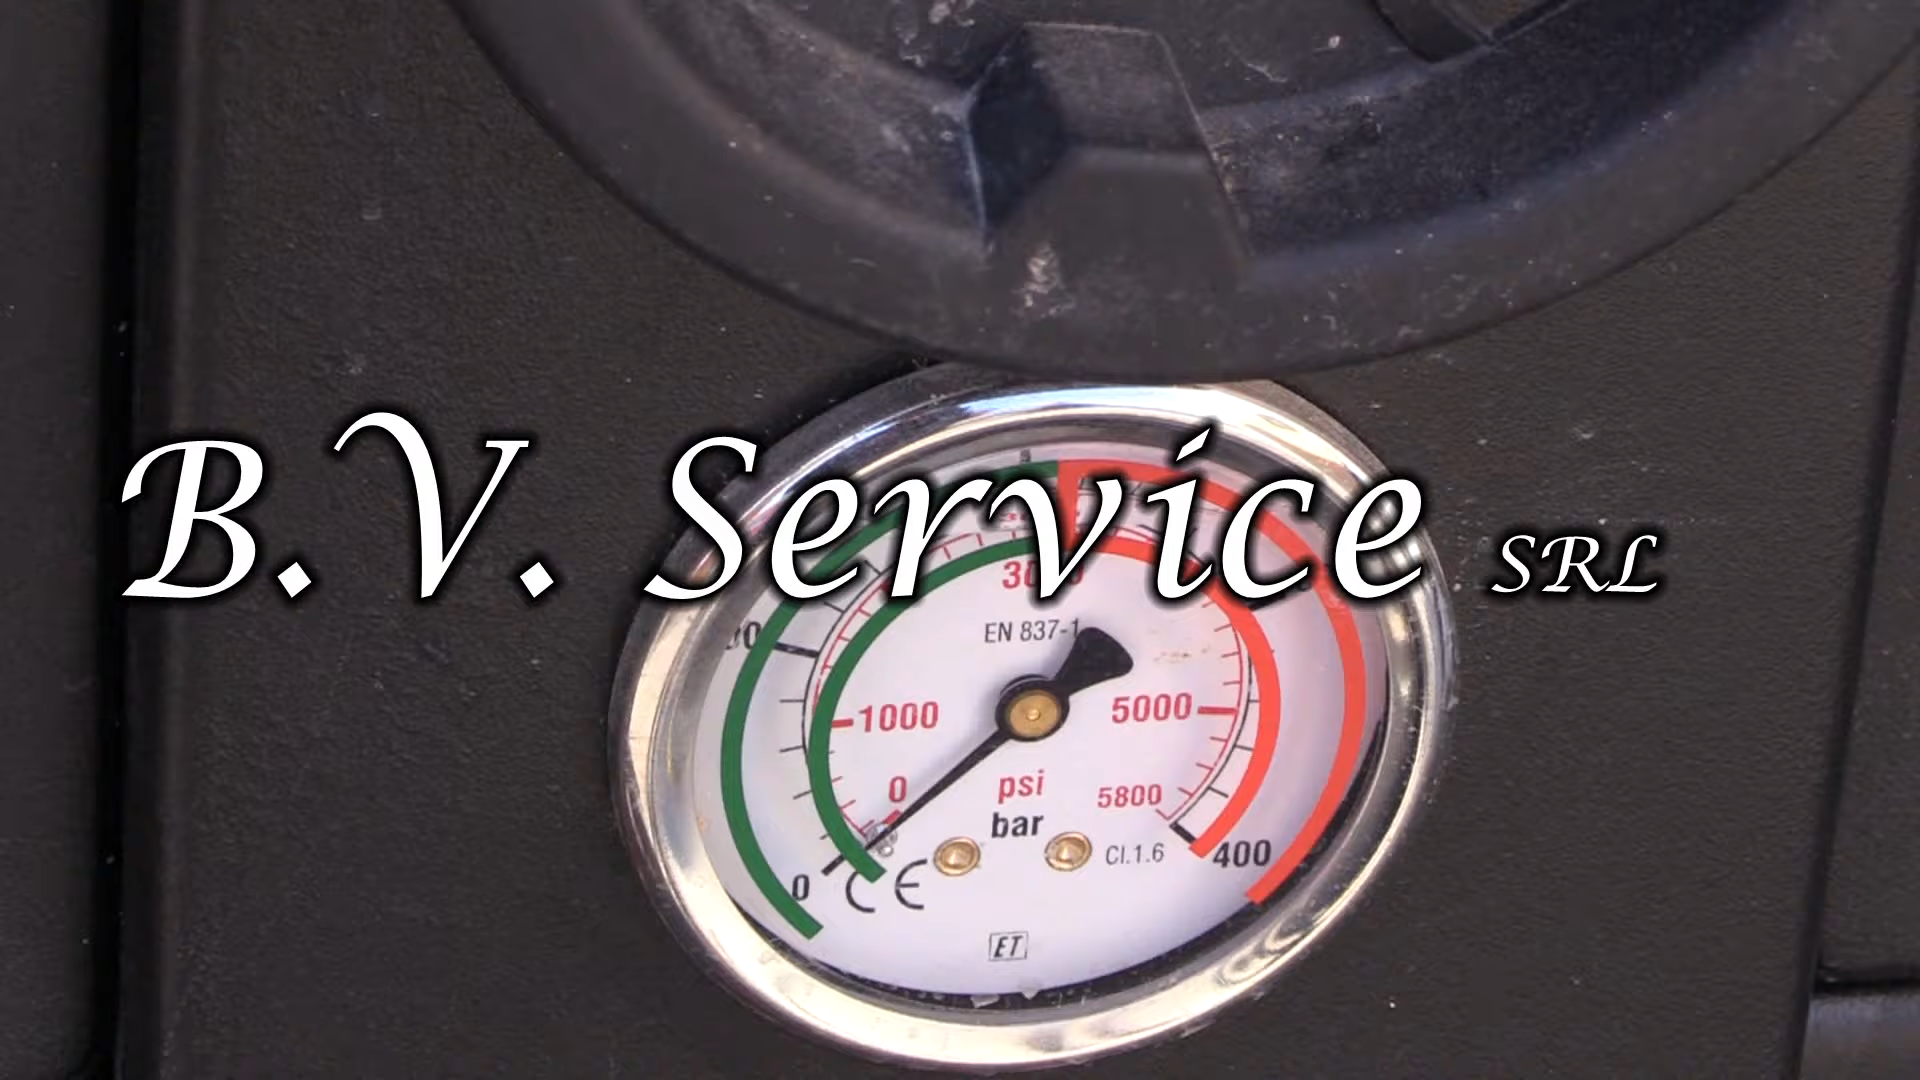 B.V. Service SRL
EN 837-1
1000
5000
0
psi
5800
bar
Cl.1.6
400
0
CE
ET